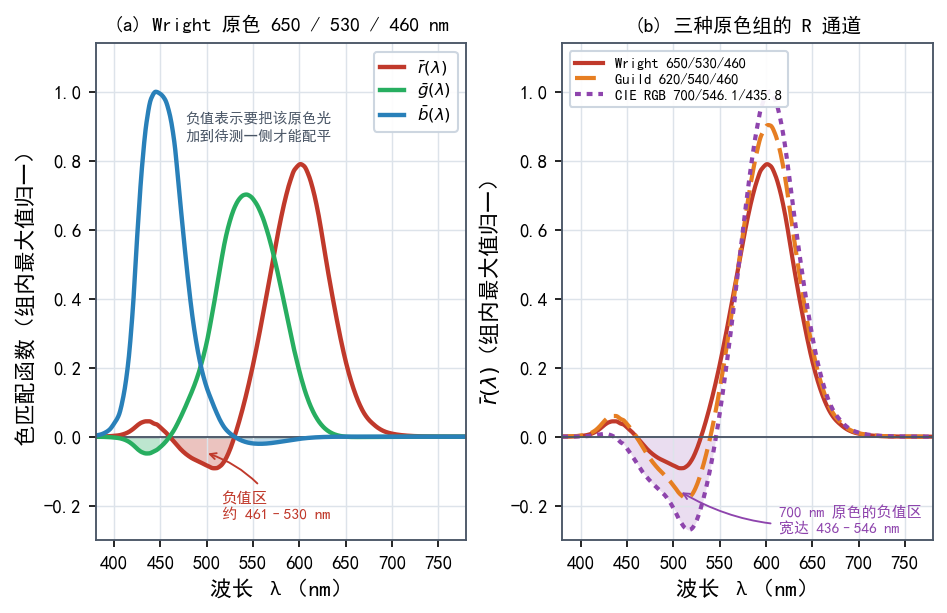 (a) Wright 原色 650 / 530 / 460 nm
r̄(λ)
ḡ(λ)
b̄(λ)
负值表示要把该原色光
加到待测一侧才能配平
负值区
约 461–530 nm
色匹配函数（组内最大值归一）
1.0
0.8
0.6
0.4
0.2
0.0
−0.2
400 450 500 550 600 650 700 750
波长 λ（nm）
(b) 三种原色组的 R 通道
Wright 650/530/460
Guild 620/540/460
CIE RGB 700/546.1/435.8
700 nm 原色的负值区
宽达 436–546 nm
r̄(λ)（组内最大值归一）
1.0
0.8
0.6
0.4
0.2
0.0
−0.2
400 450 500 550 600 650 700 750
波长 λ（nm）